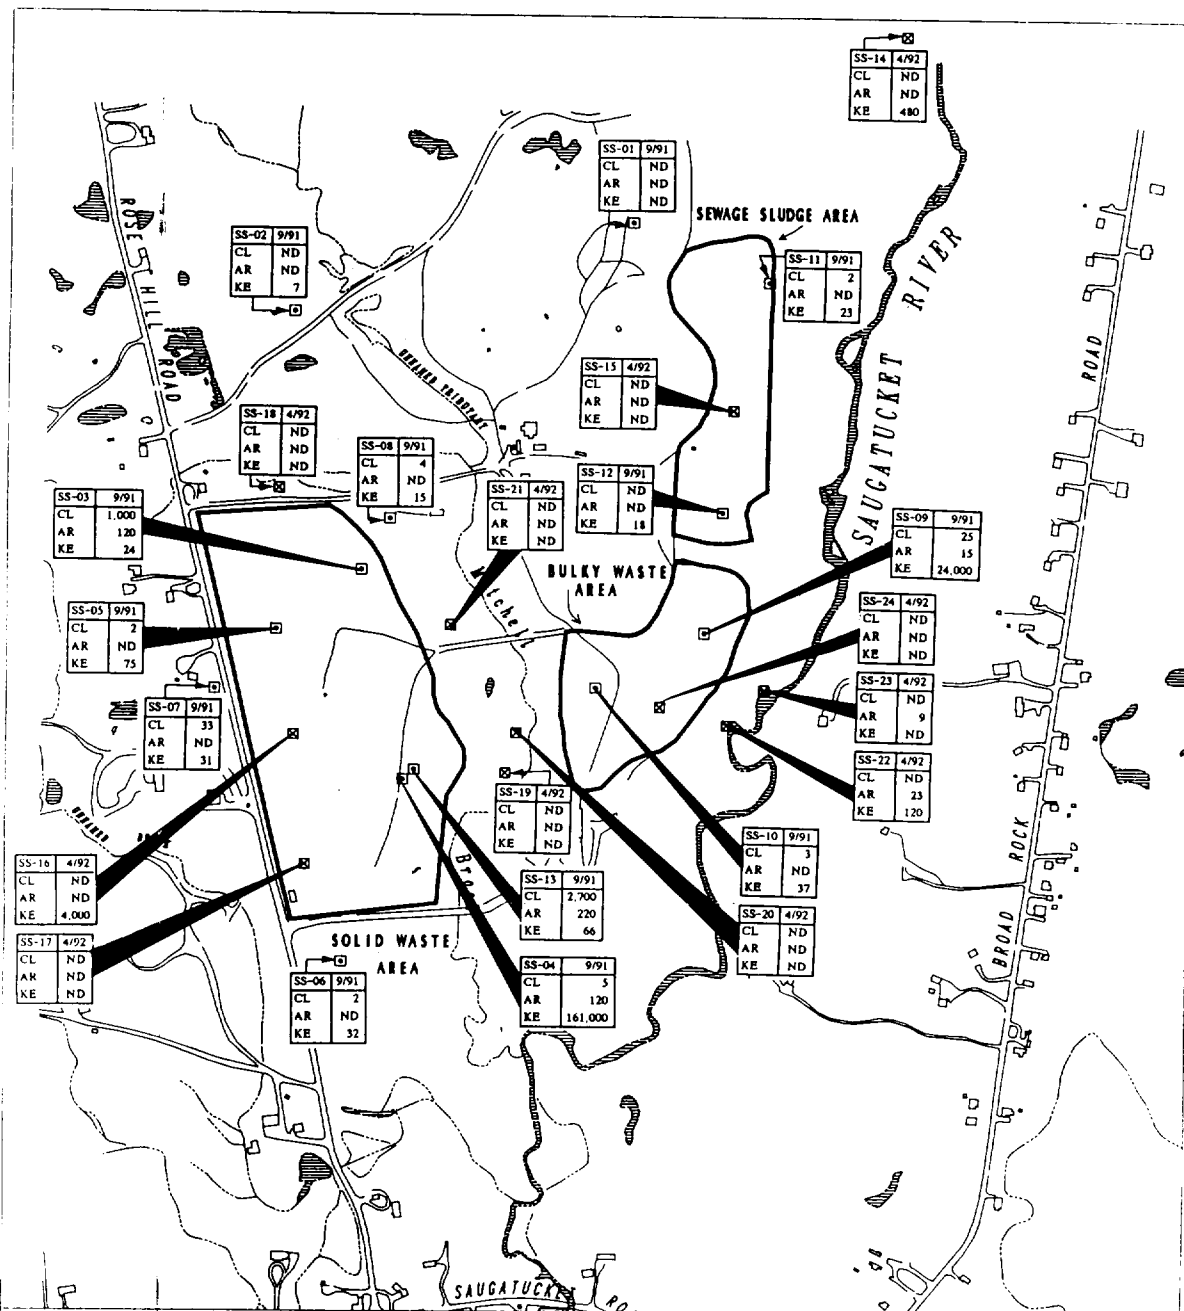 SS-14 4/92
CL ND
AR ND
KE 480
SS-01 9/91
CL ND
AR ND
KE ND
SEWAGE SLUDGE AREA
SS-02 9/91
CL ND
AR ND
KE 7
SS-11 9/91
CL 2
AR ND
KE 23
ROSE HILL ROAD
SAUGATUCKET RIVER
UNNAMED TRIBUTARY
SS-15 4/92
CL ND
AR ND
KE ND
SS-18 4/92
CL ND
AR ND
KE ND
SS-08 9/91
CL 4
AR ND
KE 15
SS-12 9/91
CL ND
AR ND
KE 18
SS-21 4/92
CL ND
AR ND
KE ND
SS-03 9/91
CL 1,000
AR 120
KE 24
SS-09 9/91
CL 25
AR 15
KE 24,000
BULKY WASTE
AREA
Mitchell
Brook
SS-05 9/91
CL 2
AR ND
KE 75
SS-24 4/92
CL ND
AR ND
KE ND
SS-23 4/92
CL ND
AR 9
KE ND
SS-07 9/91
CL 33
AR ND
KE 31
SS-22 4/92
CL ND
AR 23
KE 120
SS-19 4/92
CL ND
AR ND
KE ND
UNNAMED BROOK
SS-10 9/91
CL 3
AR ND
KE 37
SS-16 4/92
CL ND
AR ND
KE 4,000
SS-13 9/91
CL 2,700
AR 220
KE 66
SS-20 4/92
CL ND
AR ND
KE ND
SS-17 4/92
CL ND
AR ND
KE ND
SOLID WASTE
AREA
SS-04 9/91
CL 5
AR 120
KE 161,000
SS-06 9/91
CL 2
AR ND
KE 32
BROAD ROCK ROAD
SAUGATUCKET